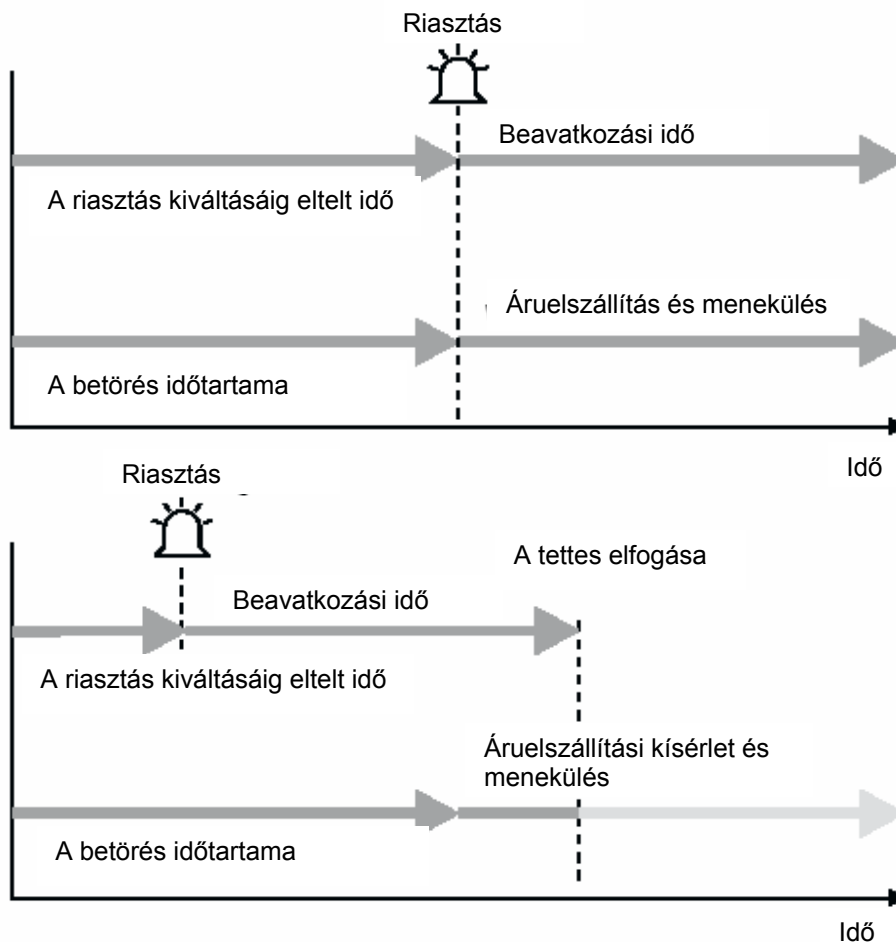 Riasztás
Beavatkozási idő
A riasztás kiváltásáig eltelt idő
Áruelszállítás és menekülés
A betörés időtartama
Idő
Riasztás
A tettes elfogása
Beavatkozási idő
A riasztás kiváltásáig eltelt idő
Áruelszállítási kísérlet és
menekülés
A betörés időtartama
Idő